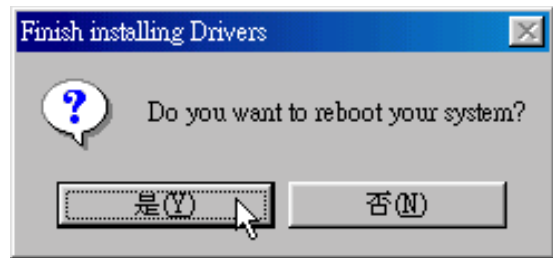 Finish installing Drivers
Do you want to reboot your system?
是(Y)
否(N)